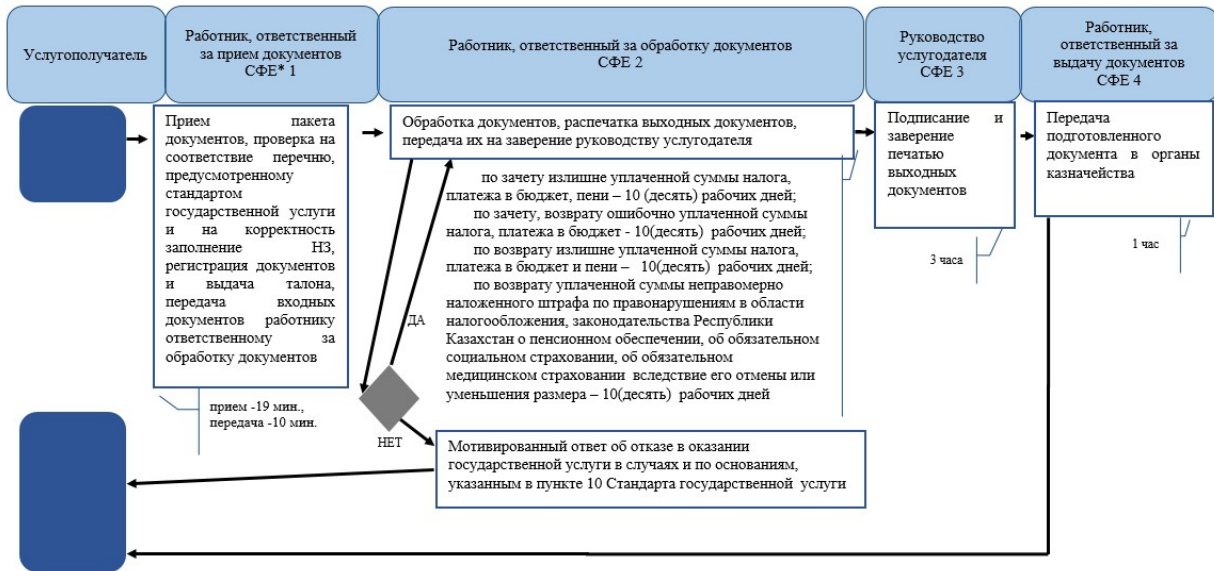 Услугополучатель
Работник, ответственный
за прием документов
СФЕ* 1
Работник, ответственный за обработку документов
СФЕ 2
Руководство
услугодателя
СФЕ 3
Работник,
ответственный за
выдачу документов
СФЕ 4
Прием пакета
документов, проверка на
соответствие перечню,
предусмотренному
стандартом
государственной услуги
и на корректность
заполнение НЗ,
регистрация документов
и выдача талона,
передача входных
документов работнику
ответственному за
обработку документов
прием -19 мин.,
передача -10 мин.
Обработка документов, распечатка выходных документов,
передача их на заверение руководству услугодателя
по зачету излишне уплаченной суммы налога,
платежа в бюджет, пени – 10 (десять) рабочих дней;
по зачету, возврату ошибочно уплаченной суммы
налога, платежа в бюджет - 10(десять) рабочих дней;
по возврату излишне уплаченной суммы налога,
платежа в бюджет и пени – 10(десять) рабочих дней;
по возврату уплаченной суммы неправомерно
наложенного штрафа по правонарушениям в области
налогообложения, законодательства Республики
Казахстан о пенсионном обеспечении, об обязательном
социальном страховании, об обязательном
медицинском страховании вследствие его отмены или
уменьшения размера – 10(десять) рабочих дней
ДА
НЕТ
Мотивированный ответ об отказе в оказании
государственной услуги в случаях и по основаниям,
указанным в пункте 10 Стандарта государственной услуги
Подписание и
заверение
печатью
выходных
документов
3 часа
Передача
подготовленного
документа в органы
казначейства
1 час